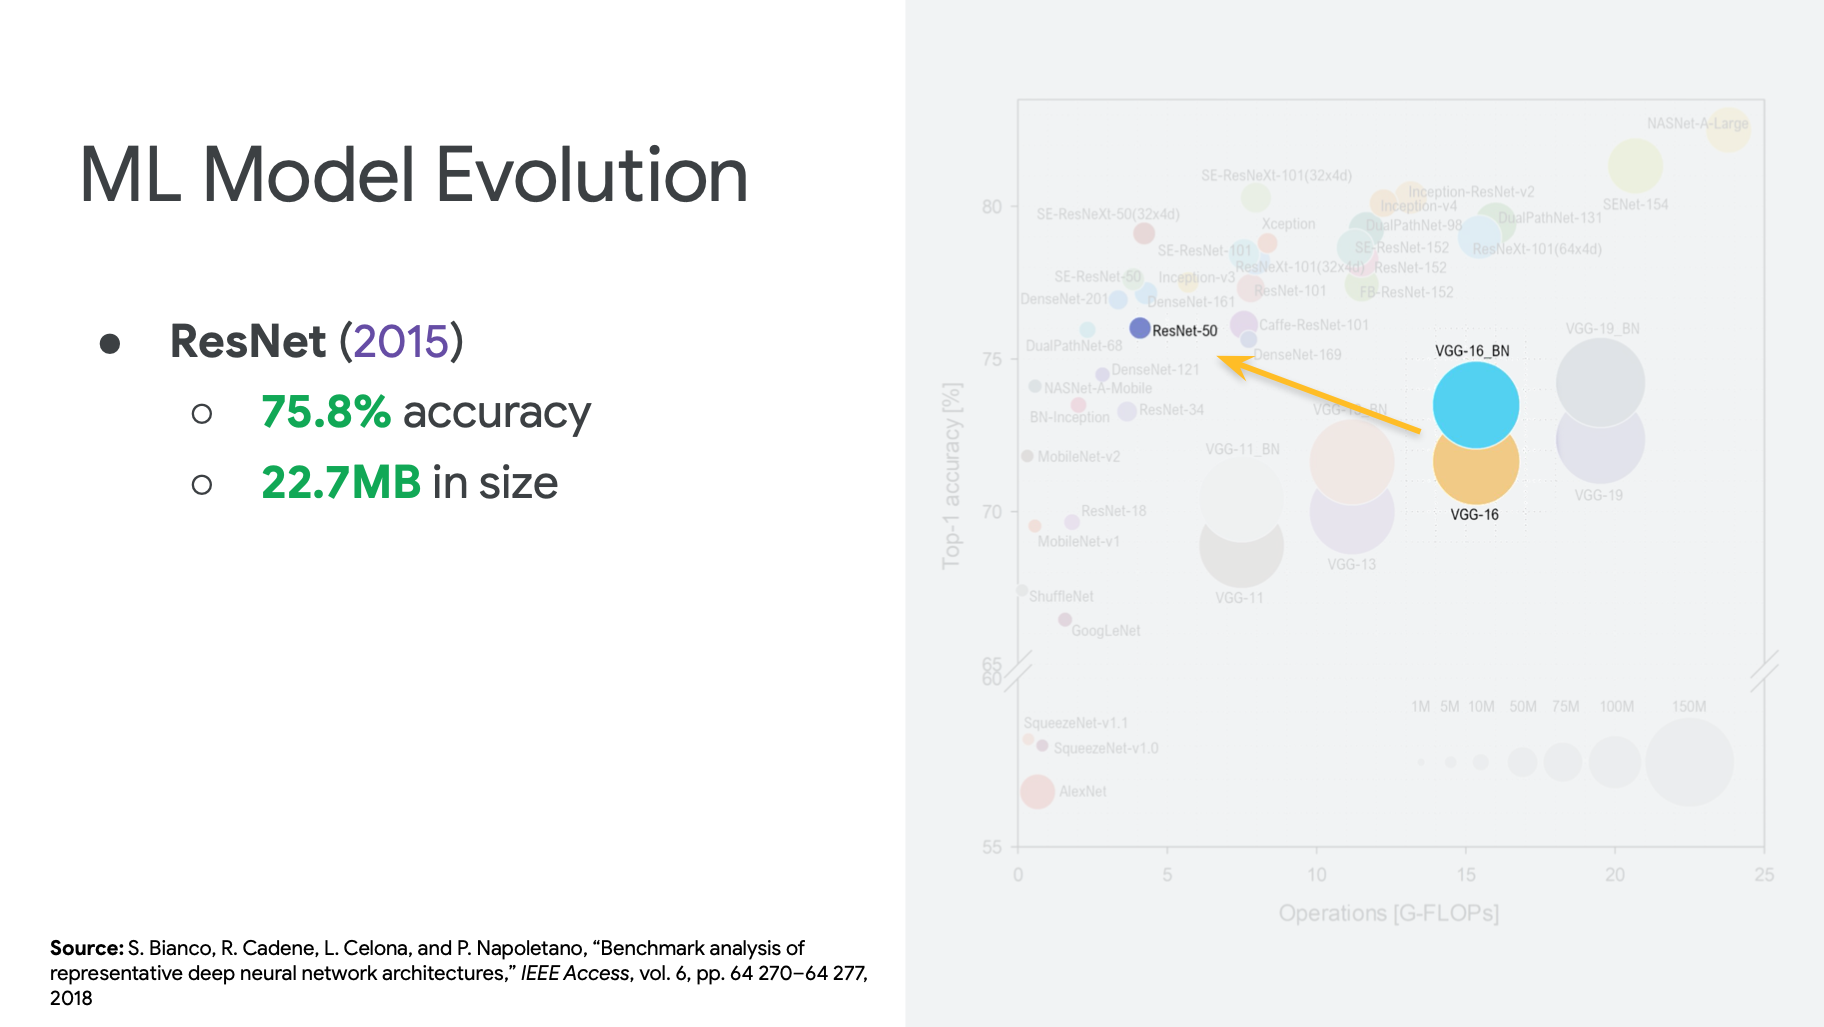 ML Model Evolution
● ResNet (2015)
○ 75.8% accuracy
○ 22.7MB in size
Source: S. Bianco, R. Cadene, L. Celona, and P. Napoletano, “Benchmark analysis of
representative deep neural network architectures,” IEEE Access, vol. 6, pp. 64 270–64 277,
2018
NASNet-A-Large
SE-ResNeXt-101(32x4d)
Inception-ResNet-v2
80
SENet-154
Inception-v4
SE-ResNeXt-50(32x4d)
DualPathNet-131
Xception
DualPathNet-98
SE-ResNet-152
ResNeXt-101(64x4d)
SE-ResNet-101
ResNeXt-101(32x4d)
ResNet-152
SE-ResNet-50
Inception-v3
ResNet-101
FB-ResNet-152
DenseNet-201
DenseNet-161
ResNet-50
Caffe-ResNet-101
VGG-19_BN
DualPathNet-68
VGG-16_BN
75
DenseNet-169
DenseNet-121
NASNet-A-Mobile
BN-Inception
ResNet-34
VGG-13_BN
VGG-11_BN
MobileNet-v2
VGG-19
70
ResNet-18
VGG-16
MobileNet-v1
VGG-13
ShuffleNet
VGG-11
GoogLeNet
65
60
Top-1 accuracy [%]
1M 5M 10M 50M 75M 100M 150M
SqueezeNet-v1.1
SqueezeNet-v1.0
AlexNet
55
0 5 10 15 20 25
Operations [G-FLOPs]